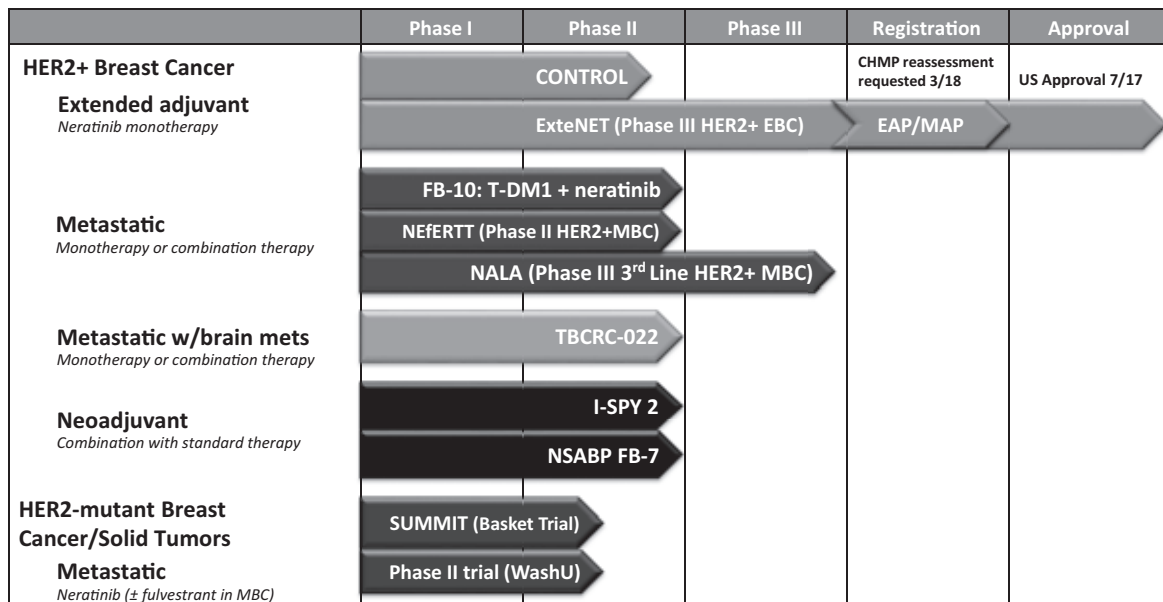 Phase I Phase II Phase III Registration Approval
HER2+ Breast Cancer
CONTROL
CHMP reassessment
requested 3/18
US Approval 7/17
Extended adjuvant
Neratinib monotherapy
ExteNET (Phase III HER2+ EBC)
EAP/MAP
FB-10: T-DM1 + neratinib
Metastatic
Monotherapy or combination therapy
NEfERTT (Phase II HER2+MBC)
NALA (Phase III 3rd Line HER2+ MBC)
Metastatic w/brain mets
Monotherapy or combination therapy
TBCRC-022
I-SPY 2
Neoadjuvant
Combination with standard therapy
NSABP FB-7
HER2-mutant Breast
Cancer/Solid Tumors
SUMMIT (Basket Trial)
Metastatic
Neratinib (± fulvestrant in MBC)
Phase II trial (WashU)